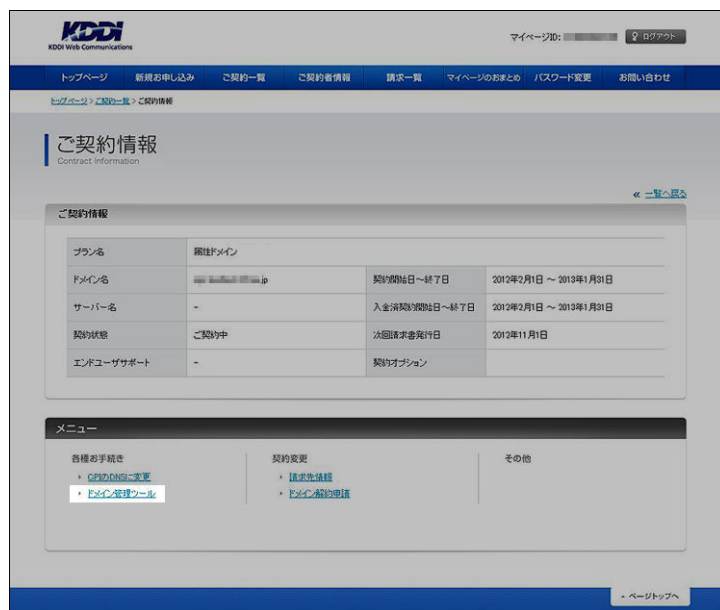 KDDI
KDDI Web Communications
マイページID:
ログアウト
トップページ 新規お申し込み ご契約一覧 ご契約者情報 請求一覧 マイページのおまとめ パスワード変更 お問い合わせ
トップページ > ご契約一覧 > ご契約情報
ご契約情報
Contract Information
« 一覧へ戻る
ご契約情報
プラン名 属性ドメイン
ドメイン名 .jp 契約開始日～終了日 2012年2月1日 ～ 2013年1月31日
サーバー名 - 入金済契約開始日～終了日 2012年2月1日 ～ 2013年1月31日
契約状態 ご契約中 次回請求書発行日 2012年11月1日
エンドユーザサポート - 契約オプション
メニュー
各種お手続き 契約変更 その他
CPIのDNSに変更 請求先情報
ドメイン管理ツール ドメイン解約申請
ページトップへ